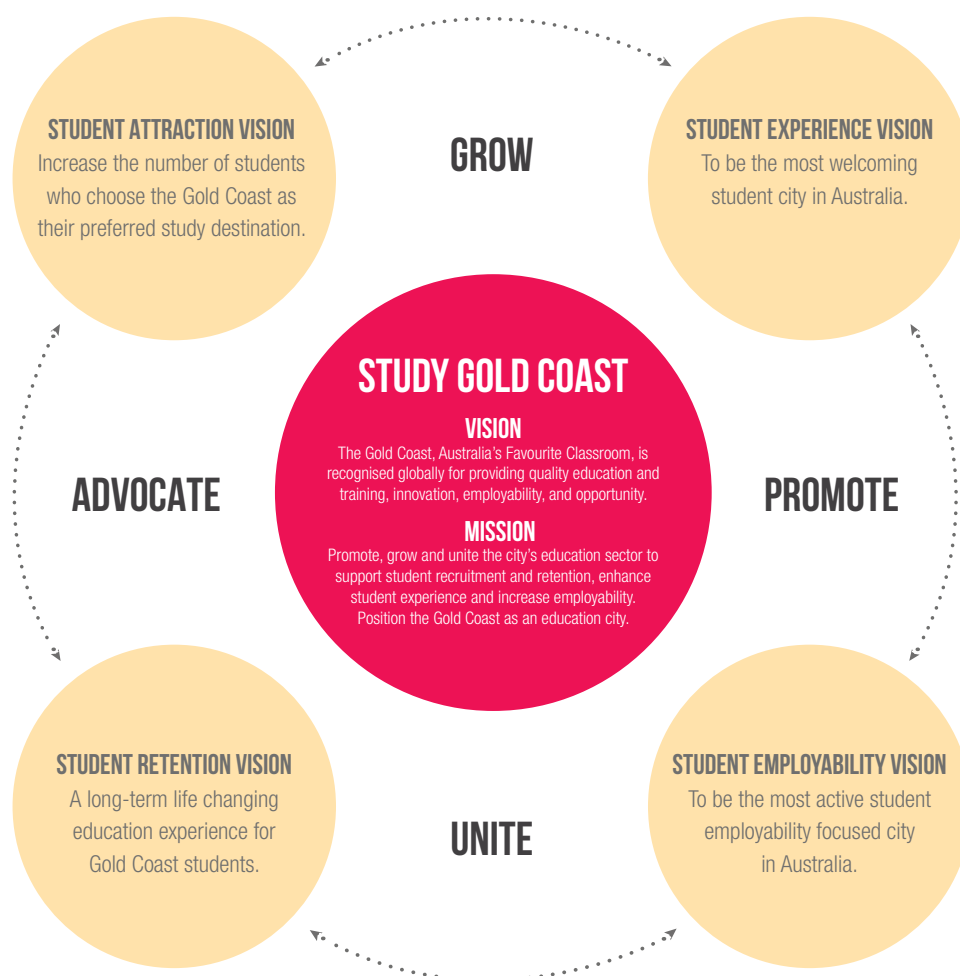 STUDENT ATTRACTION VISION
Increase the number of students
who choose the Gold Coast as
their preferred study destination.
GROW
STUDENT EXPERIENCE VISION
To be the most welcoming
student city in Australia.
STUDY GOLD COAST
VISION
The Gold Coast, Australia's Favourite Classroom, is
recognised globally for providing quality education and
training, innovation, employability, and opportunity.
MISSION
Promote, grow and unite the city's education sector to
support student recruitment and retention, enhance
student experience and increase employability.
Position the Gold Coast as an education city.
ADVOCATE
PROMOTE
STUDENT RETENTION VISION
A long-term life changing
education experience for
Gold Coast students.
UNITE
STUDENT EMPLOYABILITY VISION
To be the most active student
employability focused city
in Australia.